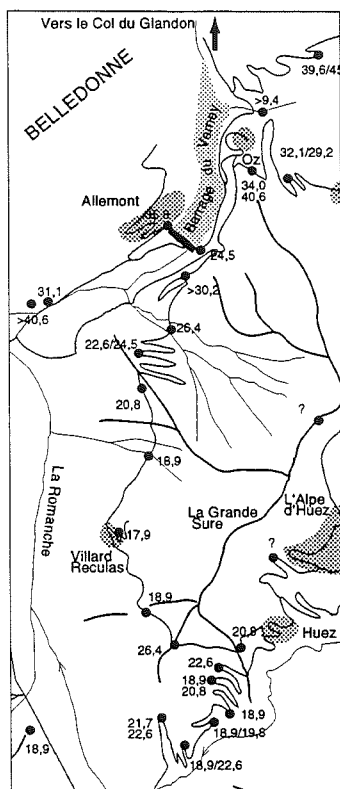 Vers le Col du Glandon
BELLEDONNE
39,6/45
>9,4
Barrage du Verney
Oz
32,1/29,2
Allemont
34,0
40,6
24,5
31,1
>30,2
>40,6
26,4
22,6/24,5
20,8
?
18,9
La Romanche
La Grande
Sure
L'Alpe
d'Huez
17,9
Villard
Reculas
?
18,9
20,8
Huez
26,4
22,6
18,9
20,8
21,7
22,6
18,9
18,9/19,8
18,9
18,9/22,6